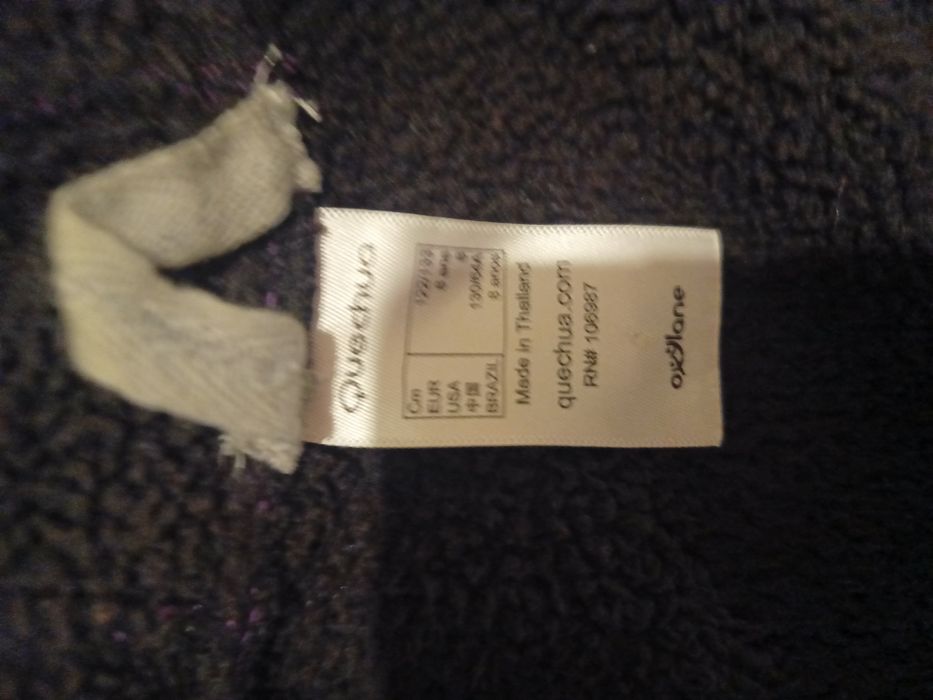 Quechua
Cm 122/133
EUR 8 ans
USA 8
中国 130/64A
BRAZIL 8 anos
Made in Thailand
quechua.com
RN# 106987
oxylane